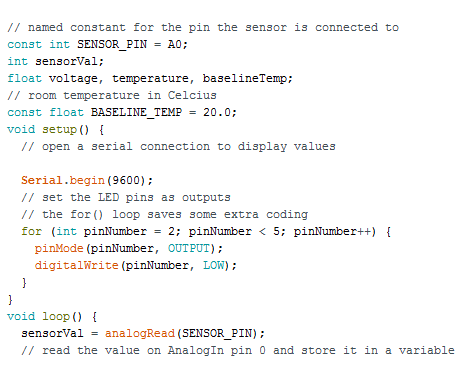 // named constant for the pin the sensor is connected to
const int SENSOR_PIN = A0;
int sensorVal;
float voltage, temperature, baselineTemp;
// room temperature in Celcius
const float BASELINE_TEMP = 20.0;
void setup() {
  // open a serial connection to display values

  Serial.begin(9600);
  // set the LED pins as outputs
  // the for() loop saves some extra coding
  for (int pinNumber = 2; pinNumber < 5; pinNumber++) {
    pinMode(pinNumber, OUTPUT);
    digitalWrite(pinNumber, LOW);
  }
}
void loop() {
  sensorVal = analogRead(SENSOR_PIN);
  // read the value on AnalogIn pin 0 and store it in a variable